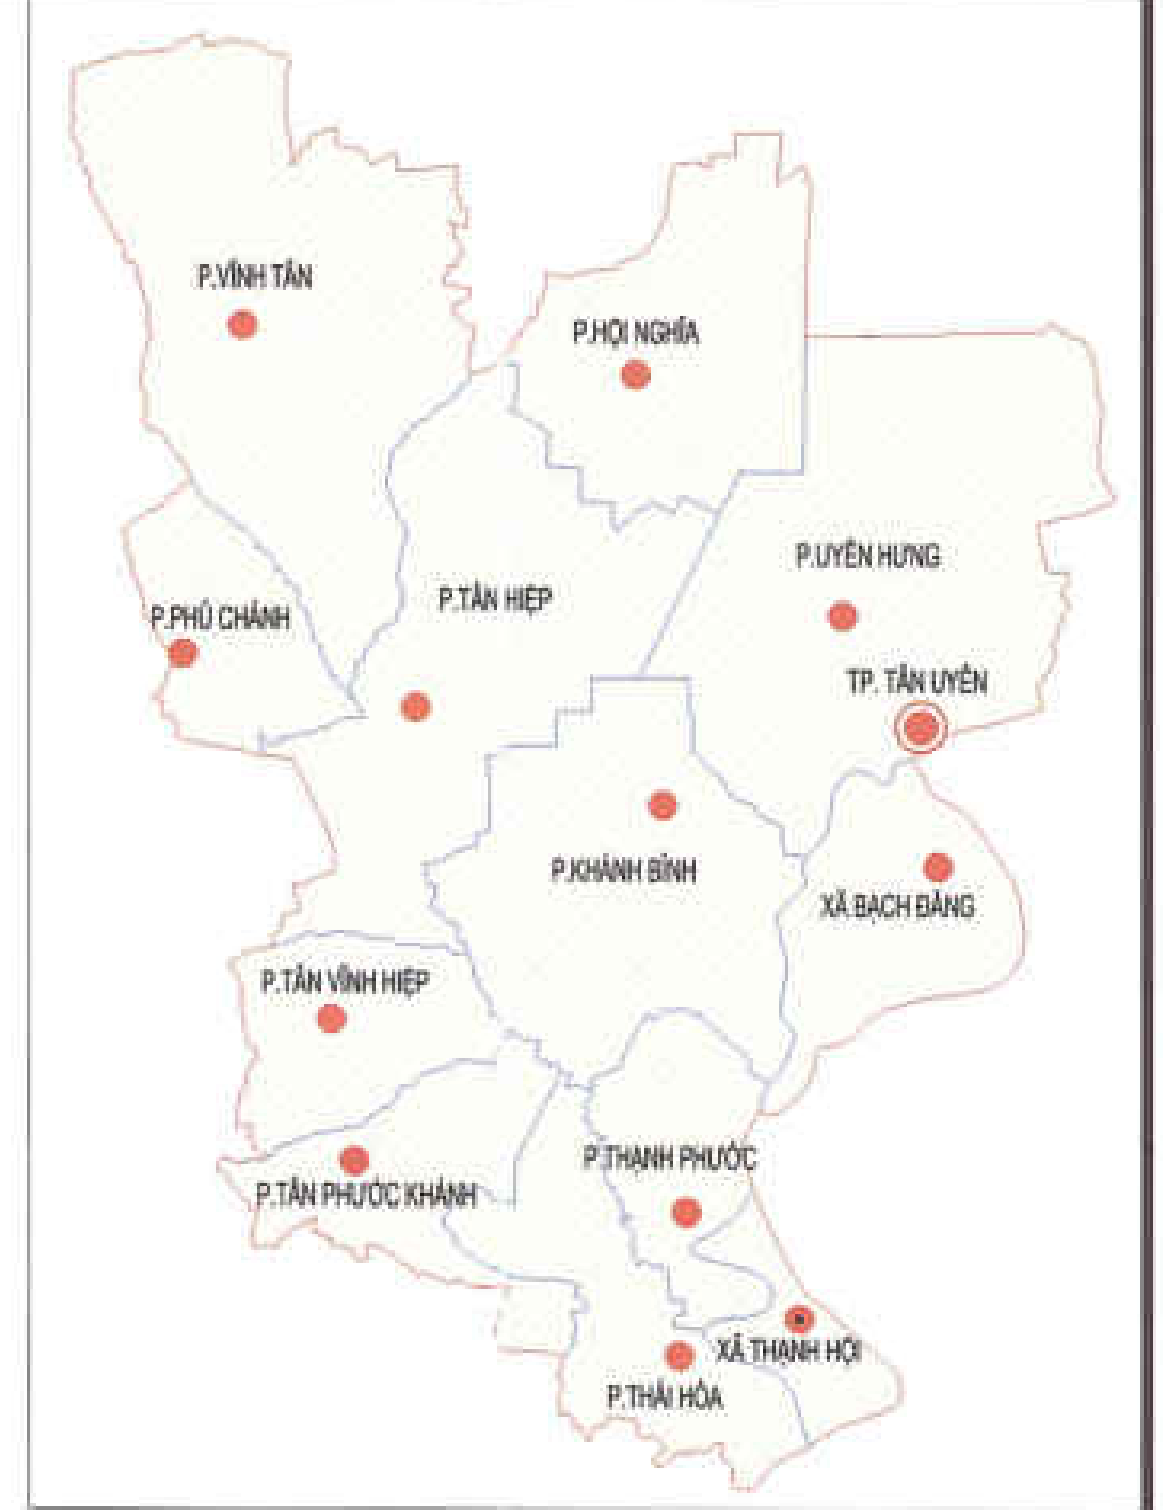 P.VĨNH TÂN
P.HỘI NGHĨA
P.UYÊN HƯNG
P.TÂN HIỆP
P.PHÚ CHÁNH
TP. TÂN UYÊN
P.KHÁNH BÌNH
XÃ BẠCH ĐẰNG
P.TÂN VĨNH HIỆP
P.THẠNH PHƯỚC
P.TÂN PHƯỚC KHÁNH
XÃ THẠNH HỘI
P.THÁI HÒA